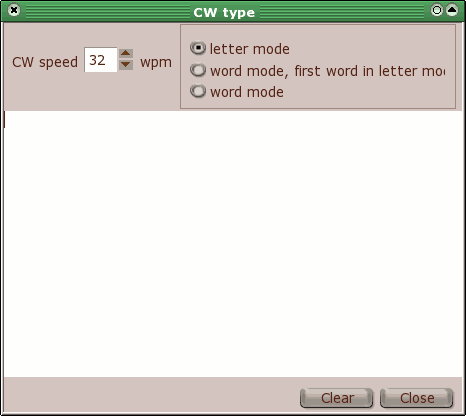 CW type
letter mode
CW speed 32 wpm
word mode, first word in letter mo
word mode
Clear Close